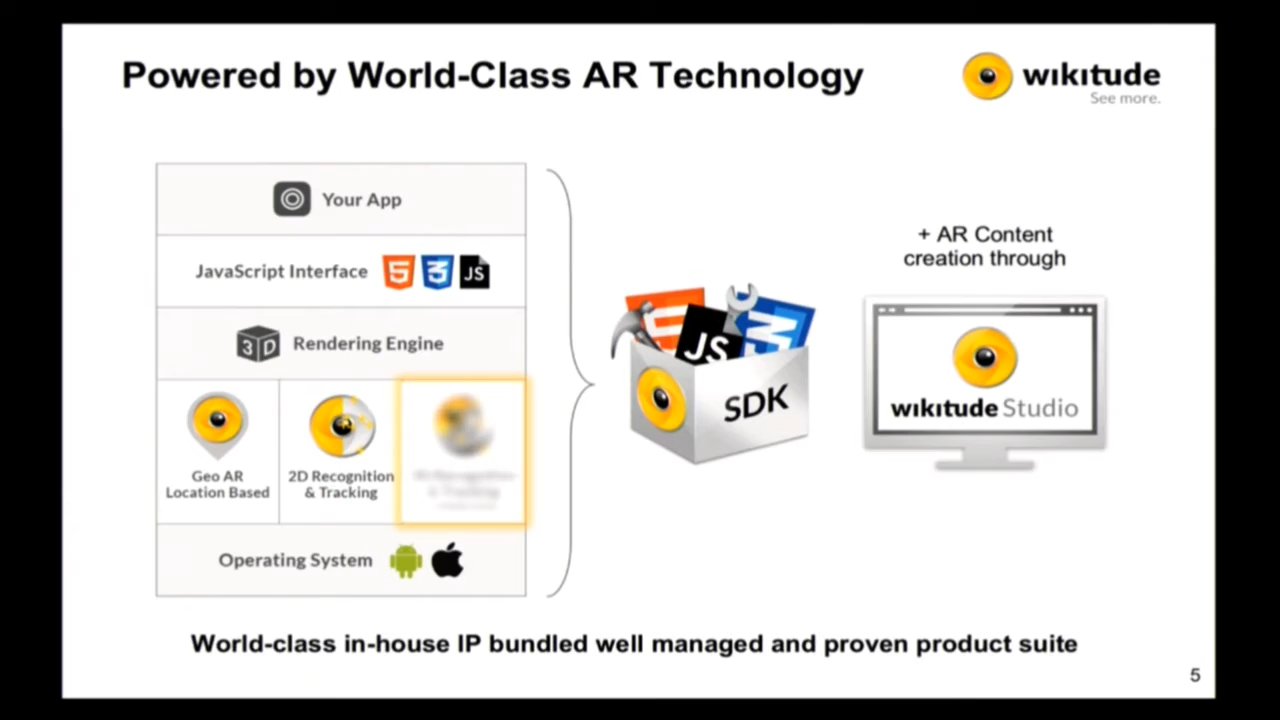 Powered by World-Class AR Technology
wikitude
See more.
Your App
JavaScript Interface
5
3
JS
3D
Rendering Engine
Geo AR
Location Based
2D Recognition
& Tracking
Operating System
JS
SDK
+ AR Content
creation through
wikitude Studio
World-class in-house IP bundled well managed and proven product suite
5